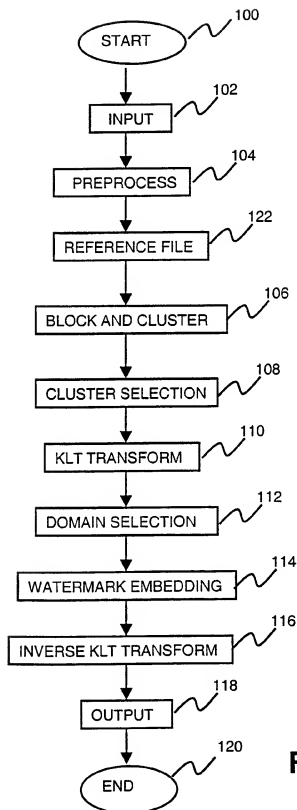 100
START
102
INPUT
104
PREPROCESS
122
REFERENCE FILE
106
BLOCK AND CLUSTER
108
CLUSTER SELECTION
110
KLT TRANSFORM
112
DOMAIN SELECTION
114
WATERMARK EMBEDDING
116
INVERSE KLT TRANSFORM
118
OUTPUT
120
END